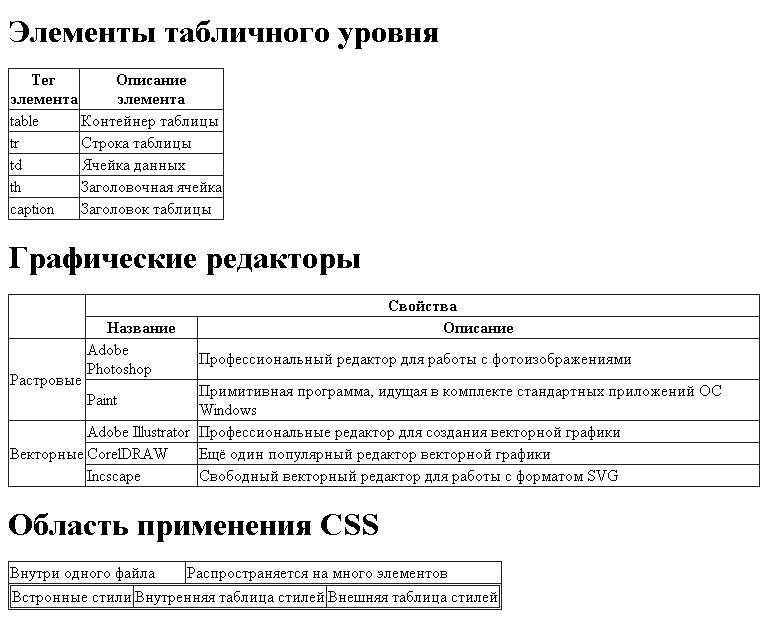 Элементы табличного уровня
Тег Описание
элемента элемента
table Контейнер таблицы
tr Строка таблицы
td Ячейка данных
th Заголовочная ячейка
caption Заголовок таблицы
Графические редакторы
Свойства
Название Описание
Растровые
Adobe
Photoshop
Профессиональный редактор для работы с фотоизображениями
Paint
Примитивная программа, идущая в комплекте стандартных приложений ОС
Windows
Векторные
Adobe Illustrator Профессиональные редактор для создания векторной графики
CorelDRAW Ещё один популярный редактор векторной графики
Incscape Свободный векторный редактор для работы с форматом SVG
Область применения CSS
Внутри одного файла Распространяется на много элементов
Встронные стили Внутренняя таблица стилей Внешняя таблица стилей